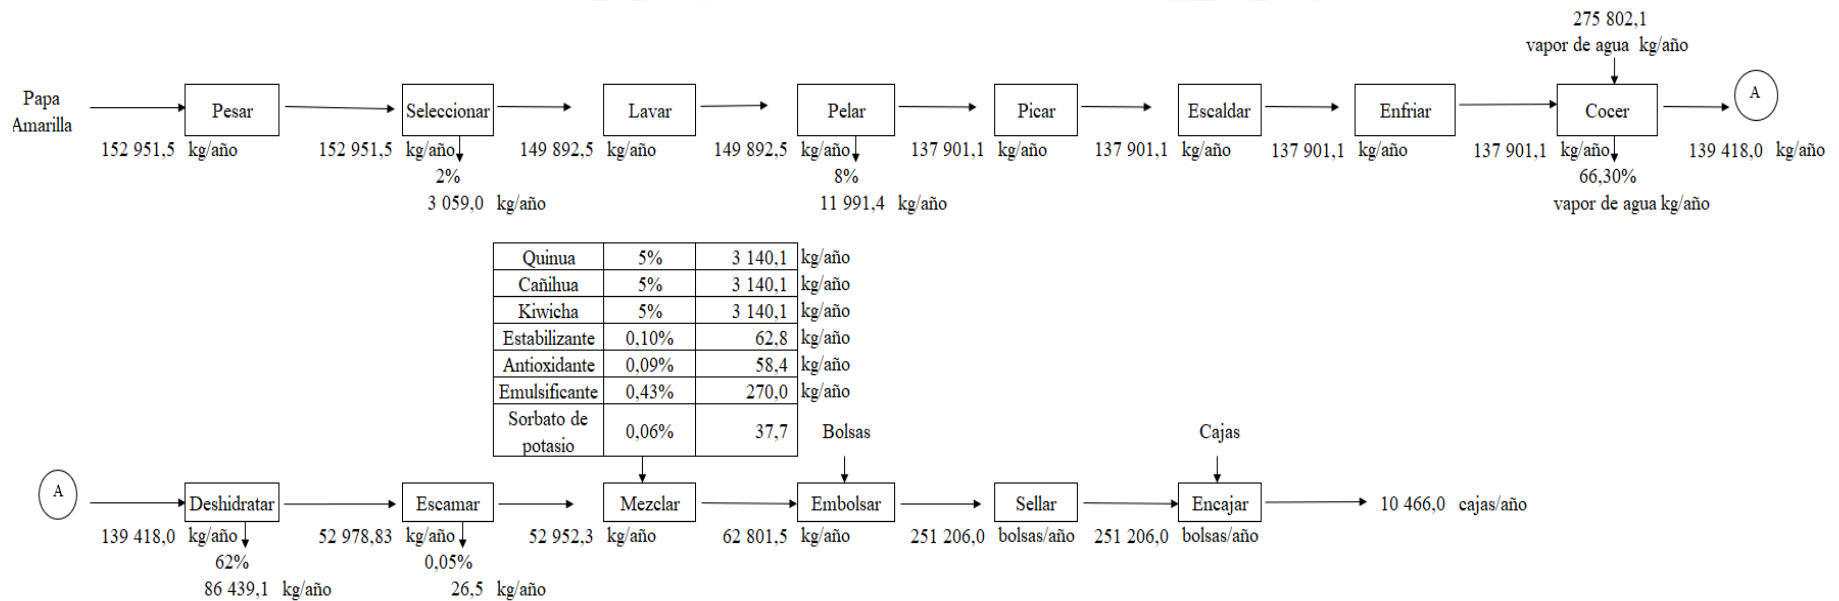 275 802,1
vapor de agua kg/año
Papa
Amarilla
Pesar
Seleccionar
Lavar
Pelar
Picar
Escaldar
Enfriar
Cocer
A
152 951,5 kg/año
152 951,5 kg/año
149 892,5 kg/año
149 892,5 kg/año
137 901,1 kg/año
137 901,1 kg/año
137 901,1 kg/año
137 901,1 kg/año
139 418,0 kg/año
2%
3 059,0 kg/año
8%
11 991,4 kg/año
66,30%
vapor de agua kg/año
Quinua 5% 3 140,1 kg/año
Cañihua 5% 3 140,1 kg/año
Kiwicha 5% 3 140,1 kg/año
Estabilizante 0,10% 62,8 kg/año
Antioxidante 0,09% 58,4 kg/año
Emulsificante 0,43% 270,0 kg/año
Sorbato de
potasio 0,06% 37,7
Bolsas
Cajas
A
Deshidratar
Escamar
Mezclar
Embolsar
Sellar
Encajar
10 466,0 cajas/año
139 418,0 kg/año
52 978,83 kg/año
52 952,3 kg/año
62 801,5 kg/año
251 206,0 bolsas/año
251 206,0 bolsas/año
62%
86 439,1 kg/año
0,05%
26,5 kg/año